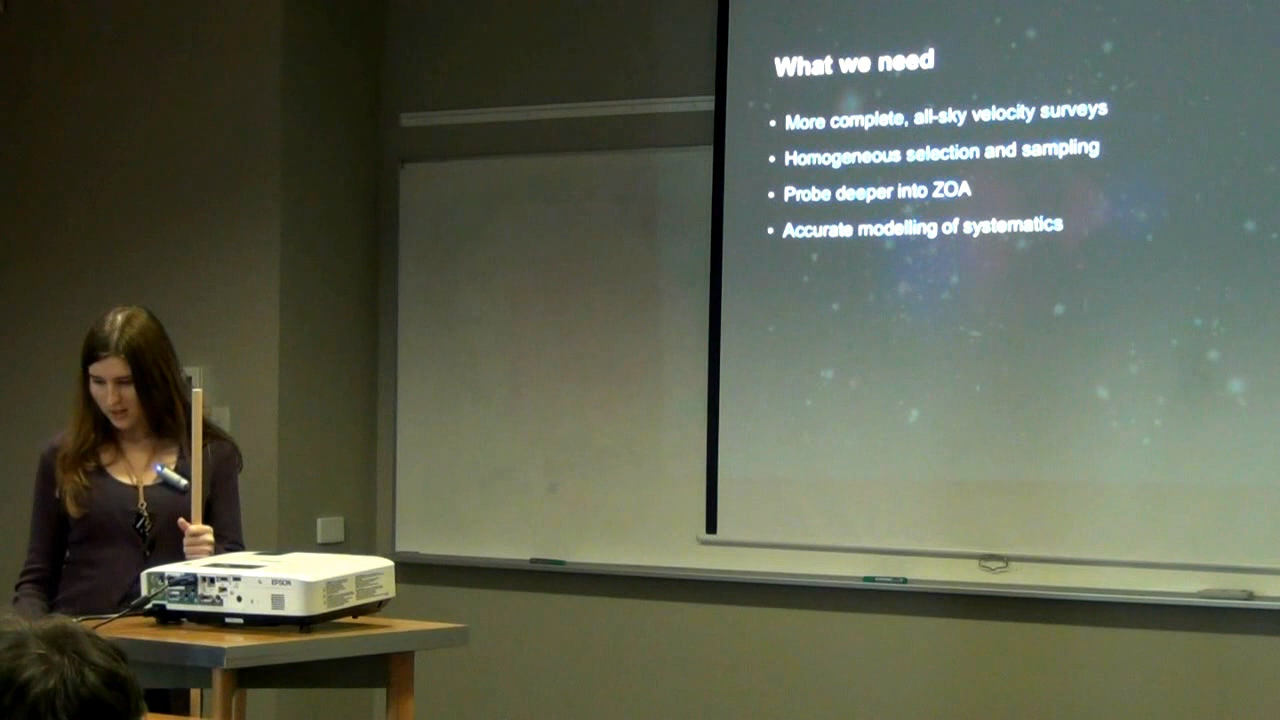 What we need
• More complete, all-sky velocity surveys
• Homogeneous selection and sampling
• Probe deeper into ZOA
• Accurate modelling of systematics
EPSON